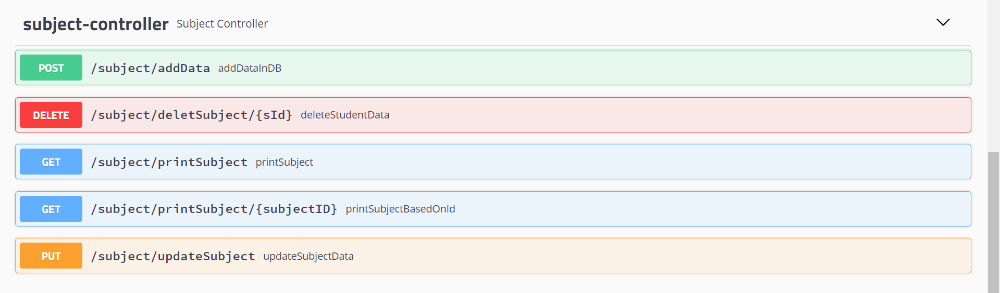 subject-controller Subject Controller
POST /subject/addData addDataInDB
DELETE /subject/deletSubject/{sId} deleteStudentData
GET /subject/printSubject printSubject
GET /subject/printSubject/{subjectID} printSubjectBasedOnId
PUT /subject/updateSubject updateSubjectData